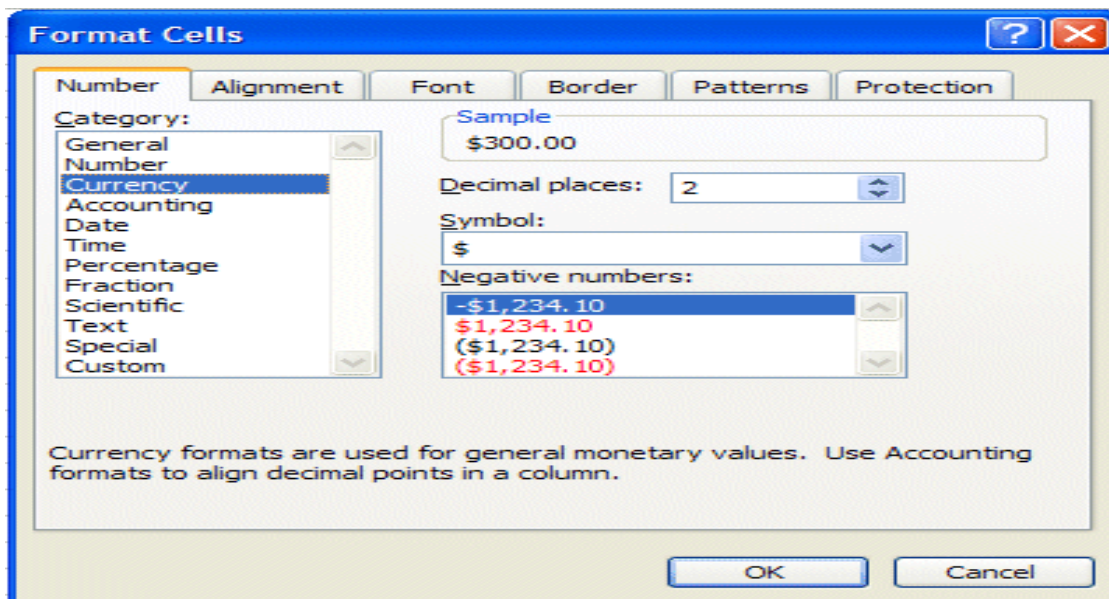 Format Cells
?
Number Alignment Font Border Patterns Protection
Category:
General
Number
Currency
Accounting
Date
Time
Percentage
Fraction
Scientific
Text
Special
Custom
Sample
$300.00
Decimal places: 2
Symbol:
$
Negative numbers:
-$1,234.10
$1,234.10
($1,234.10)
($1,234.10)
Currency formats are used for general monetary values. Use Accounting
formats to align decimal points in a column.
OK Cancel